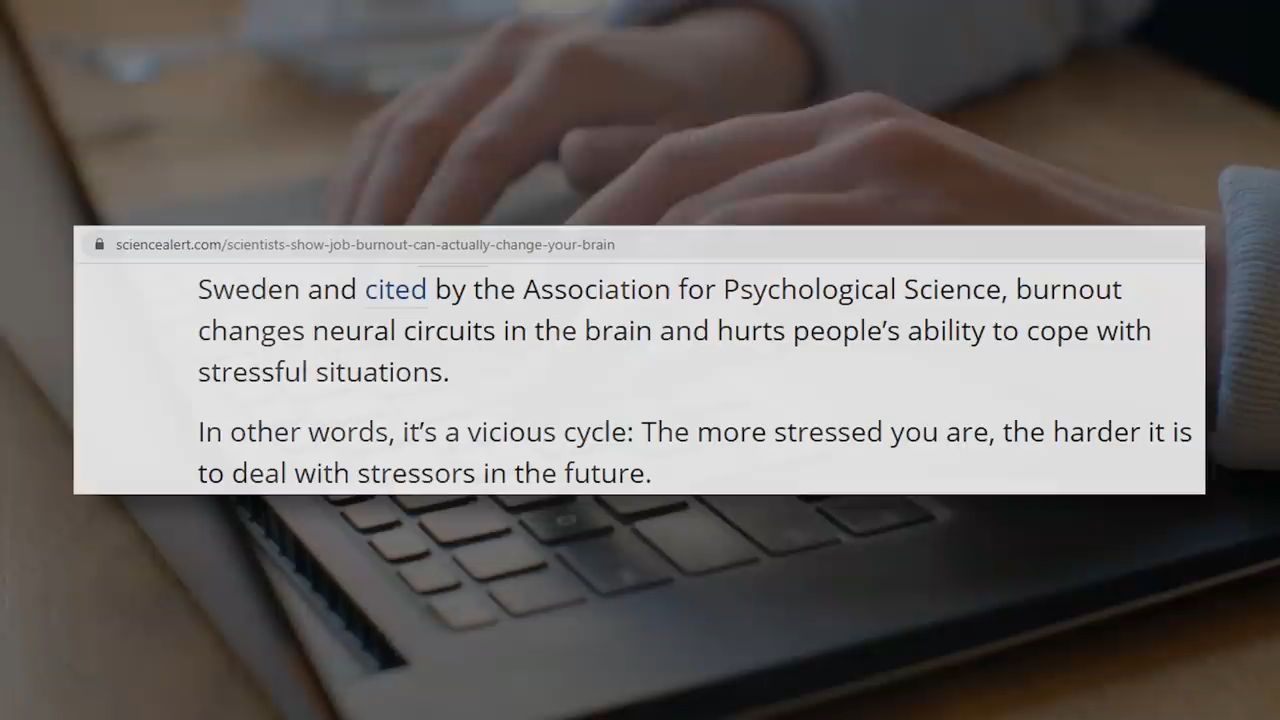 sciencealert.com/scientists-show-job-burnout-can-actually-change-your-brain
Sweden and cited by the Association for Psychological Science, burnout
changes neural circuits in the brain and hurts people’s ability to cope with
stressful situations.
In other words, it’s a vicious cycle: The more stressed you are, the harder it is
to deal with stressors in the future.